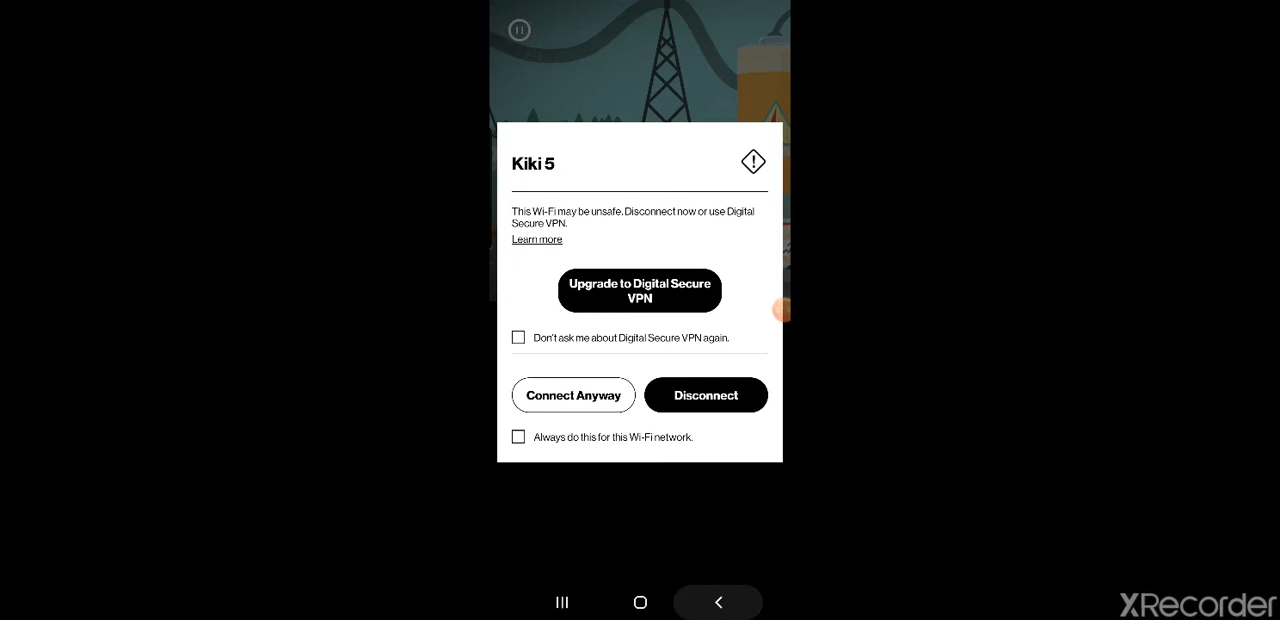 Kiki 5
This Wi-Fi may be unsafe. Disconnect now or use Digital
Secure VPN.
Learn more
Upgrade to Digital Secure
VPN
Don't ask me about Digital Secure VPN again.
Connect Anyway
Disconnect
Always do this for this Wi-Fi network.
XRecorder